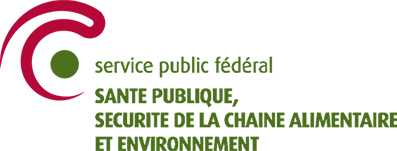 service public fédéral
SANTE PUBLIQUE,
SECURITE DE LA CHAINE ALIMENTAIRE
ET ENVIRONNEMENT